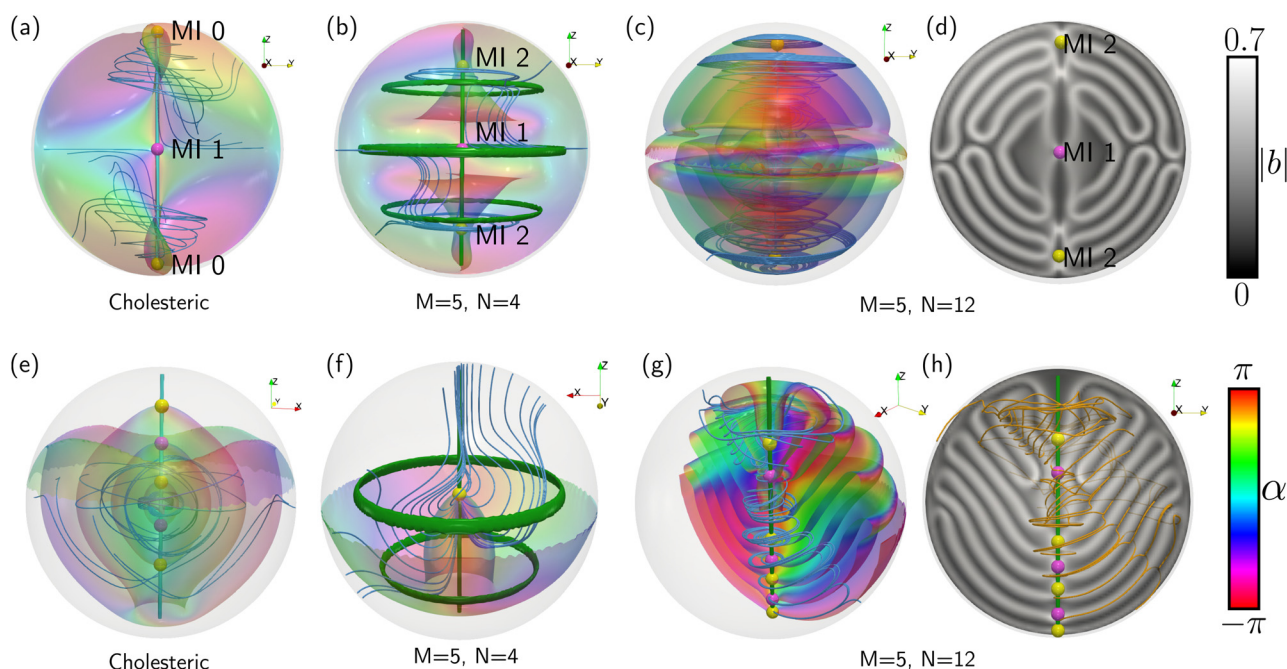 (a)
MI 0
MI 1
MI 0
Z
X
Y
Cholesteric
(b)
MI 2
MI 1
MI 2
Z
X
Y
M=5, N=4
(c)
Z
X
Y
(d)
MI 2
MI 1
MI 2
M=5, N=12
0.7
|b|
0
(e)
Z
Y
X
Cholesteric
(f)
Z
X
Y
M=5, N=4
(g)
Z
X
Y
(h)
Z
X
Y
M=5, N=12
π
α
−π